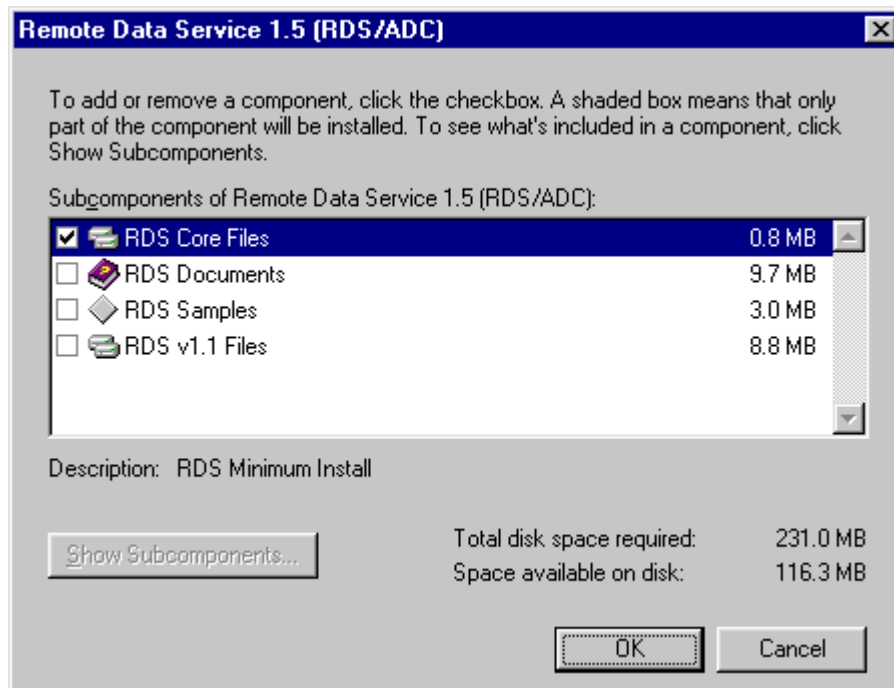 Remote Data Service 1.5 (RDS/ADC)
To add or remove a component, click the checkbox. A shaded box means that only
part of the component will be installed. To see what's included in a component, click
Show Subcomponents.
Subcomponents of Remote Data Service 1.5 (RDS/ADC):
RDS Core Files 0.8 MB
RDS Documents 9.7 MB
RDS Samples 3.0 MB
RDS v1.1 Files 8.8 MB
Description: RDS Minimum Install
Show Subcomponents...
Total disk space required: 231.0 MB
Space available on disk: 116.3 MB
OK Cancel